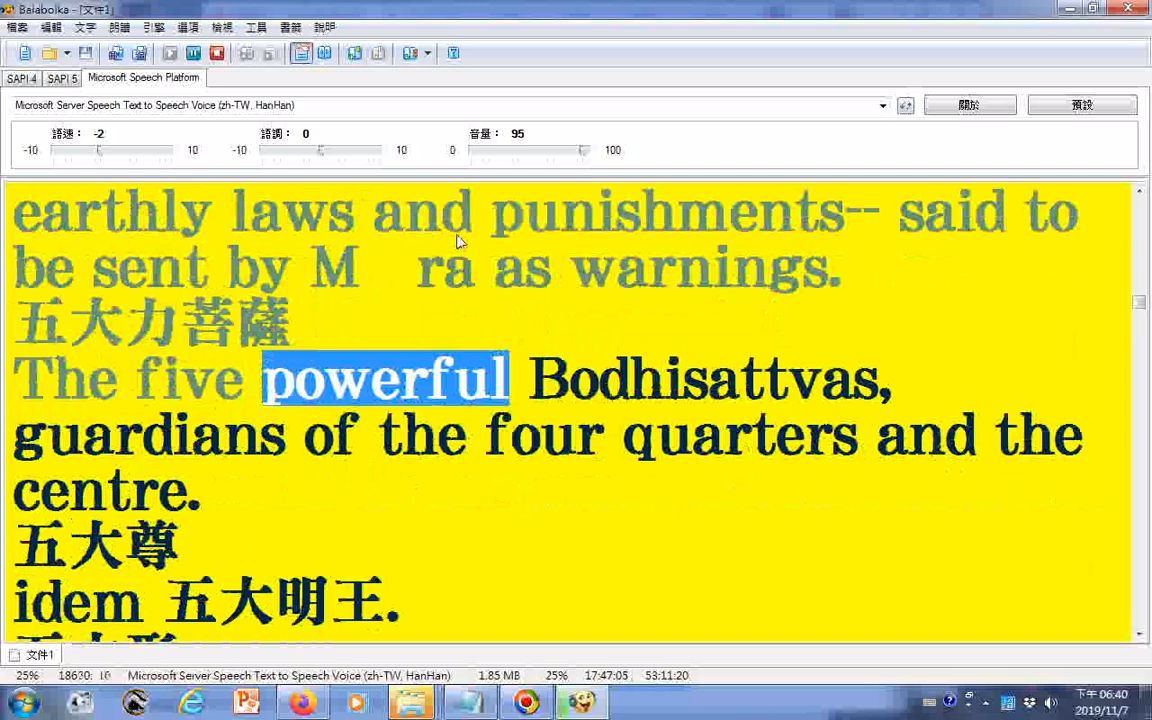 Balabolka - [文件1]
檔案 編輯 文字 朗讀 引擎 選項 檢視 工具 書籤 說明
SAPI 4 SAPI 5 Microsoft Speech Platform
Microsoft Server Speech Text to Speech Voice (zh-TW, HanHan) 關於 預設
語速： -2 語調： 0 音量： 95
-10 10 -10 10 0 100
earthly laws and punishments-- said to
be sent by M ra as warnings.
五大力菩薩
The five powerful Bodhisattvas,
guardians of the four quarters and the
centre.
五大尊
idem 五大明王.
五大形
文件1
25% 18630: 10 Microsoft Server Speech Text to Speech Voice (zh-TW, HanHan) 1.85 MB 25% 17:47:05 53:11:20
下午 06:40
2019/11/7